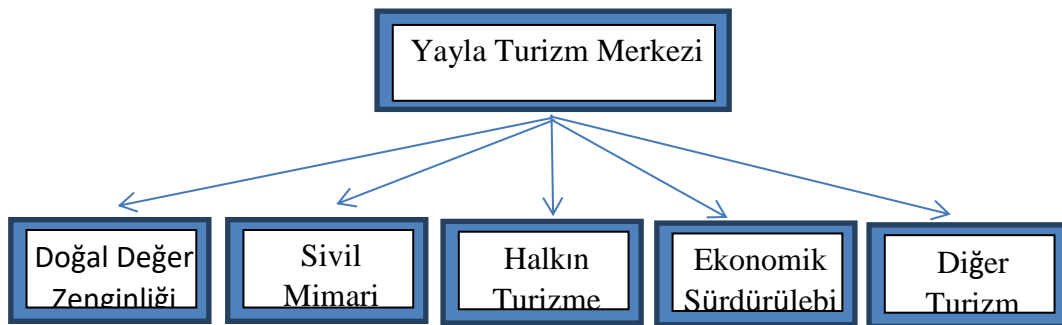 Yayla Turizm Merkezi
Doğal Değer
Zenginliği
Sivil
Mimari
Halkın
Turizme
Ekonomik
Sürdürülebi
Diğer
Turizm